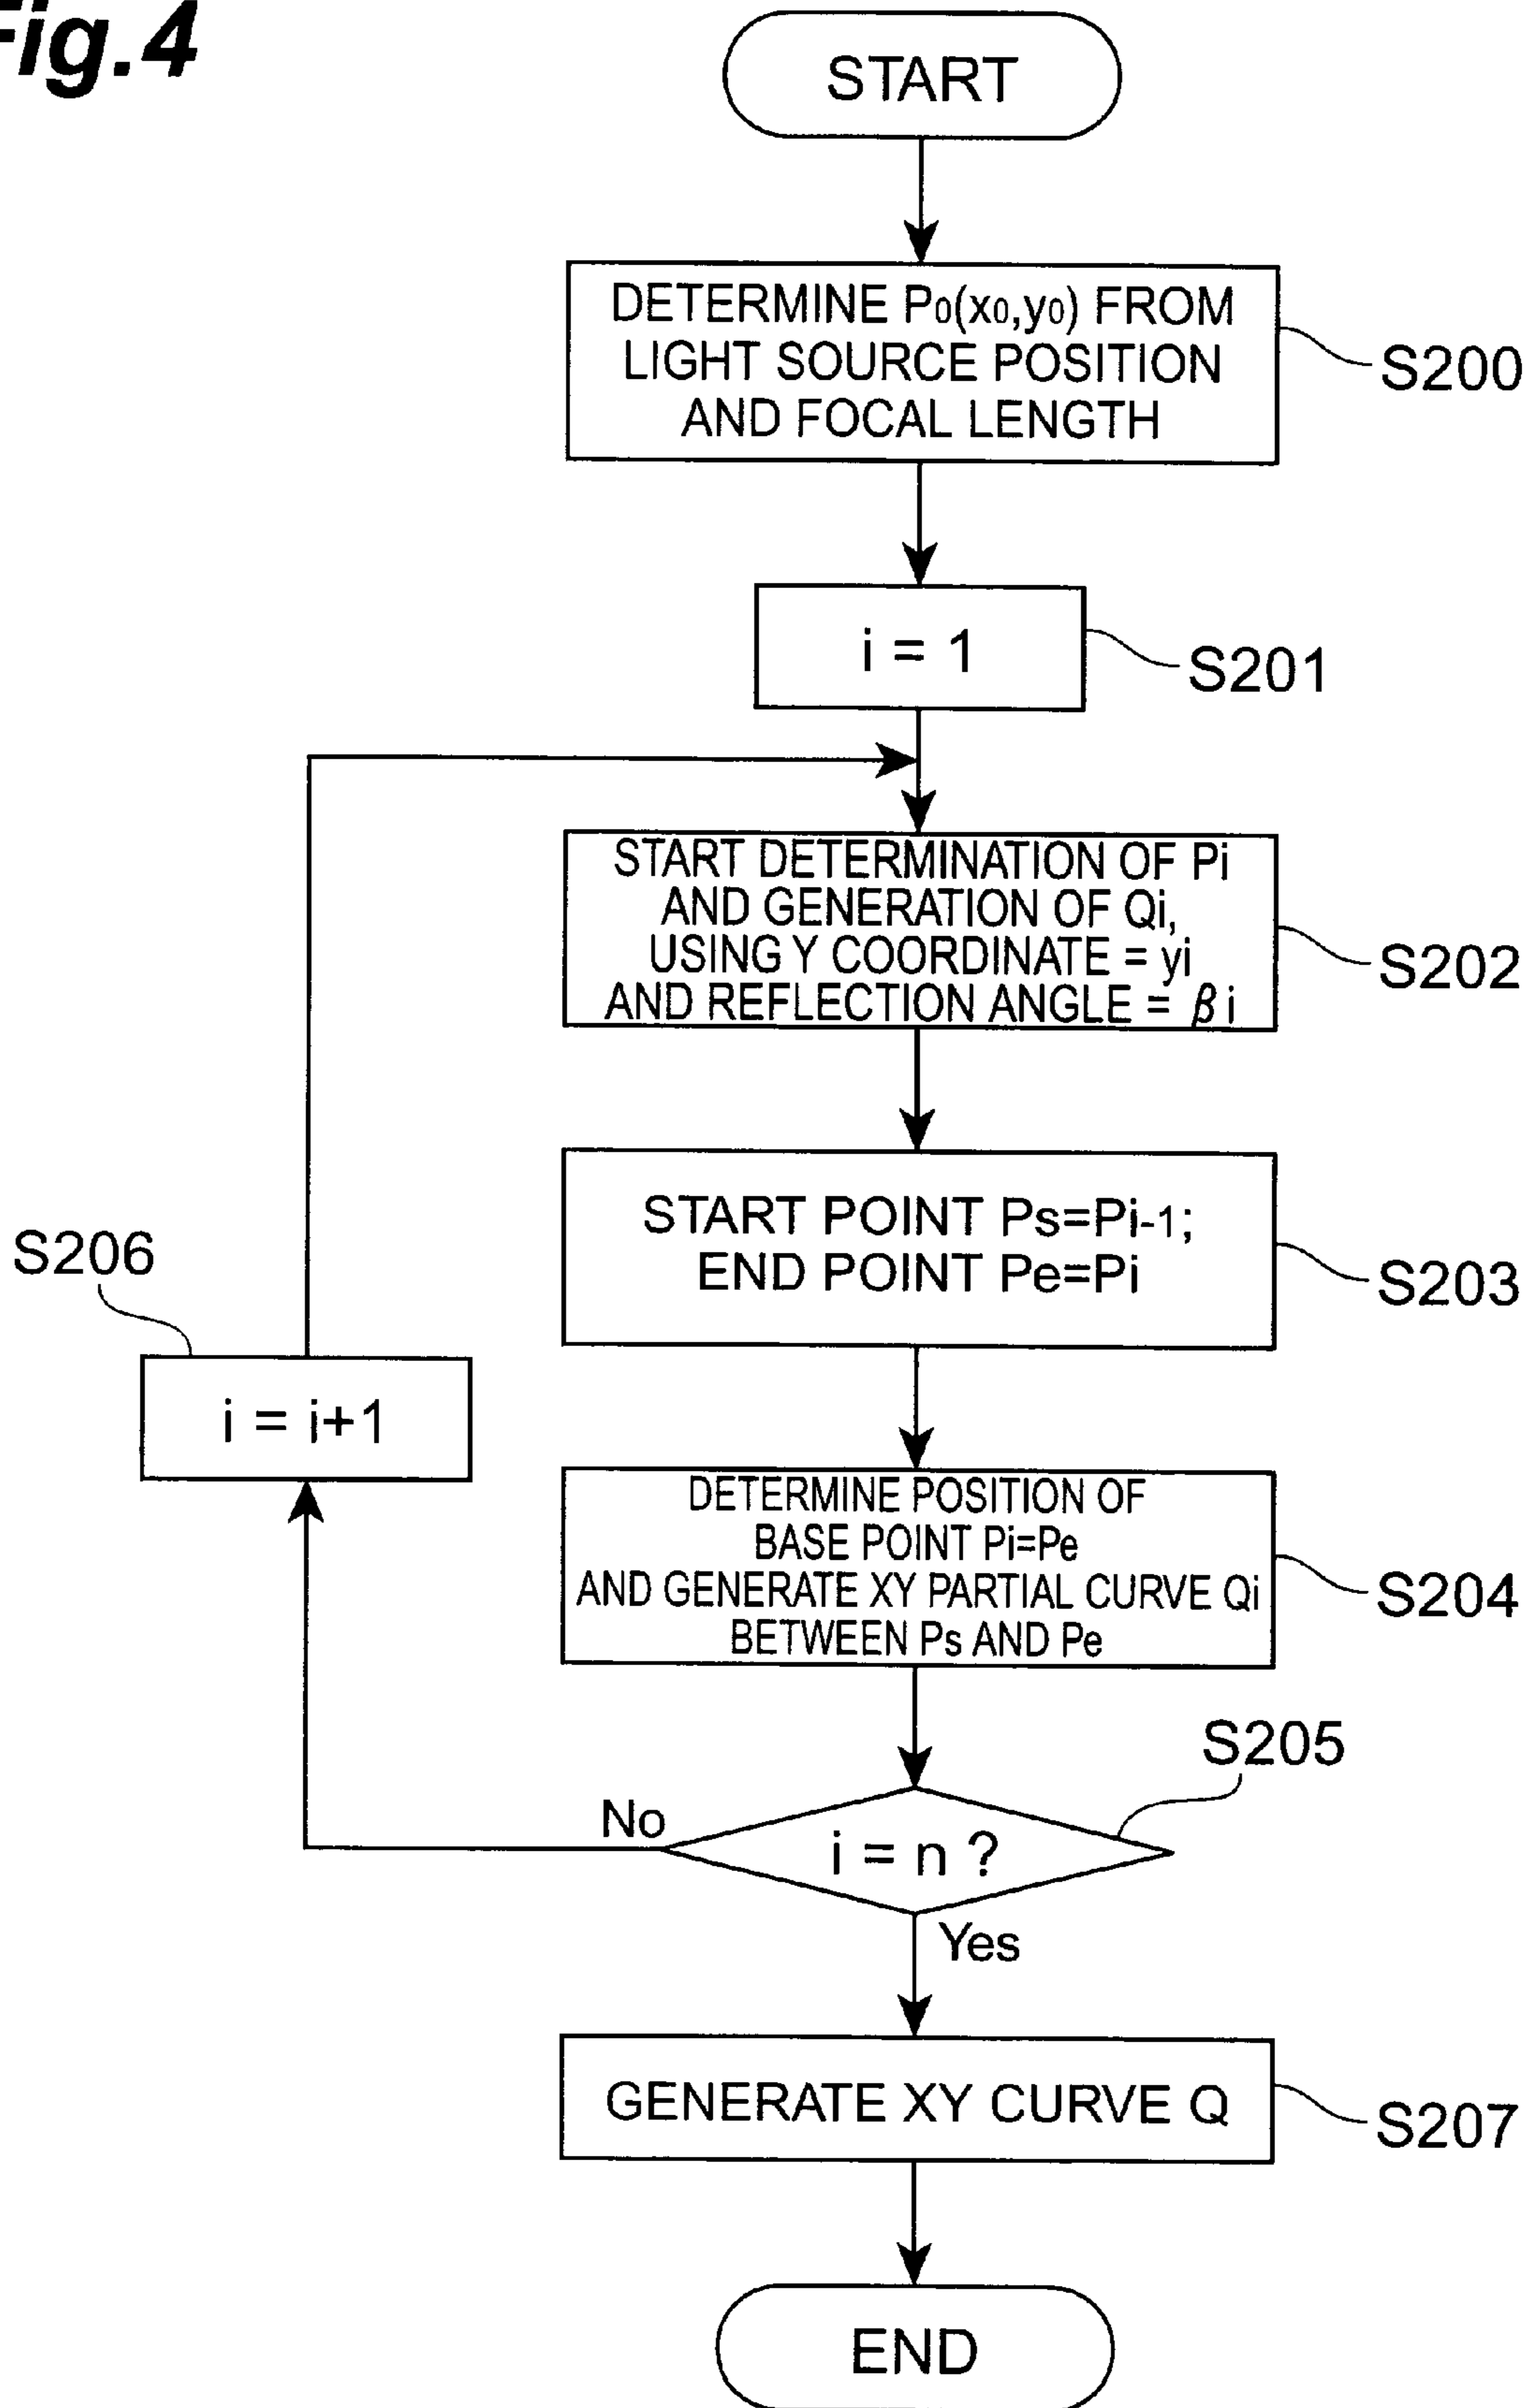 Fig.4
START
DETERMINE P0(x0,y0) FROM
LIGHT SOURCE POSITION
AND FOCAL LENGTH
S200
i = 1
S201
START DETERMINATION OF Pi
AND GENERATION OF Qi,
USING Y COORDINATE = yi
AND REFLECTION ANGLE = β i
S202
START POINT Ps=Pi-1;
END POINT Pe=Pi
S203
S206
i = i+1
DETERMINE POSITION OF
BASE POINT Pi=Pe
AND GENERATE XY PARTIAL CURVE Qi
BETWEEN Ps AND Pe
S204
S205
No
i = n ?
Yes
GENERATE XY CURVE Q
S207
END